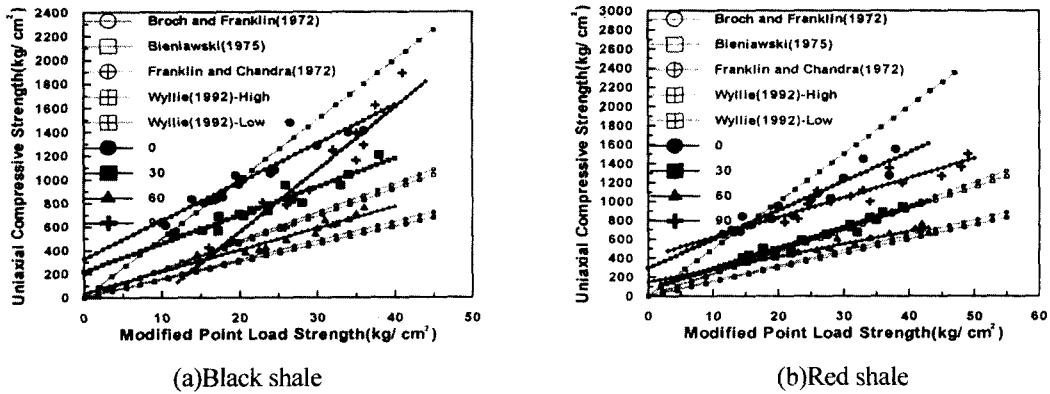 Uniaxial Compressive Strength(kg/ cm²)
2400
2200
2000
1800
1600
1400
1200
1000
800
600
400
200
0
Broch and Franklin(1972)
Bieniawski(1975)
Franklin and Chandra(1972)
Wyllie(1992)-High
Wyllie(1992)-Low
0
30
60
0 10 20 30 40 50
Modified Point Load Strength(kg/ cm²)
(a)Black shale
Uniaxial Compressive Strength(kg/ cm²)
3000
2800
2600
2400
2200
2000
1800
1600
1400
1200
1000
800
600
400
200
0
Broch and Franklin(1972)
Bieniawski(1975)
Franklin and Chandra(1972)
Wyllie(1992)-High
Wyllie(1992)-Low
0
30
60
90
0 10 20 30 40 50 60
Modified Point Load Strength(kg/ cm²)
(b)Red shale